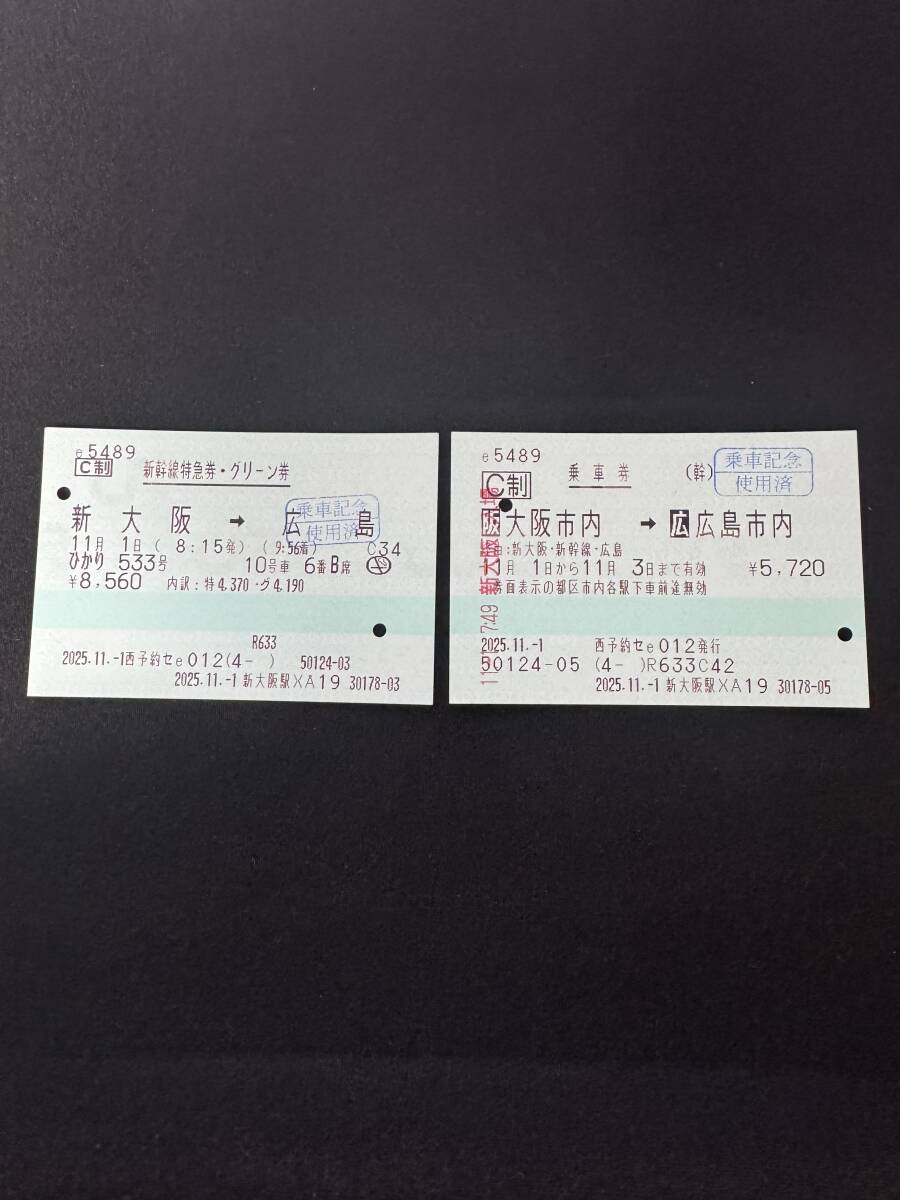 e5489
C制
新幹線特急券・グリーン券
乗車記念
使用済
新大阪 → 広島
11月 1日 ( 8:15発) ( 9:56着) C34
ひかり 533号 10号車 6番B席
¥8,560 内訳:特4,370・グ4,190
R633
2025.11.-1西予約セe012(4- ) 50124-03
2025.11.-1 新大阪駅XA19 30178-03
e5489
C制
乗車券 (幹)
乗車記念
使用済
阪大阪市内 → 広広島市内
:新大阪・新幹線・広島
月 1日から11月 3日まで有効 ¥5,720
面表示の都区市内各駅下車前途無効
7:49 新大阪
2025.11.-1 西予約セe012発行
50124-05 (4- )R633C42
2025.11.-1 新大阪駅XA19 30178-05